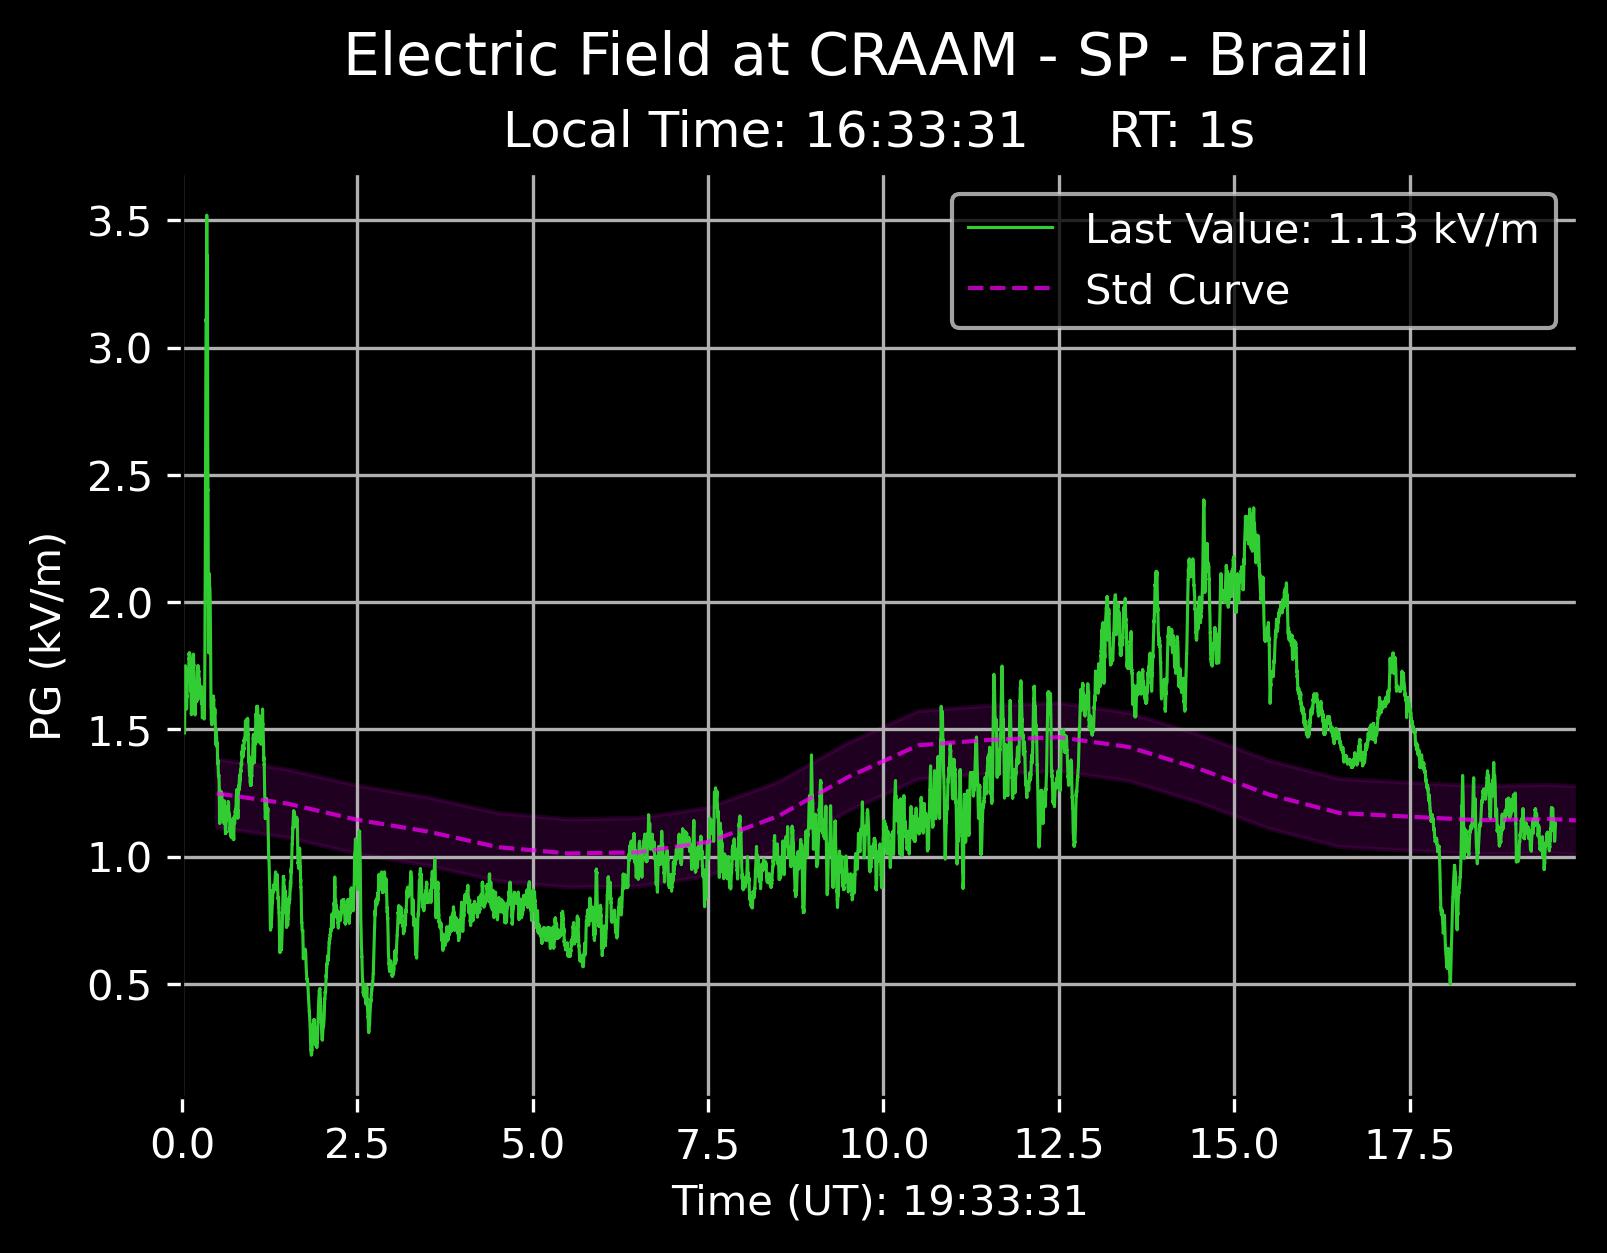 Electric Field at CRAAM - SP - Brazil
Local Time: 16:33:31 RT: 1s
Last Value: 1.13 kV/m
Std Curve
PG (kV/m)
3.5
3.0
2.5
2.0
1.5
1.0
0.5
0.0 2.5 5.0 7.5 10.0 12.5 15.0 17.5
Time (UT): 19:33:31